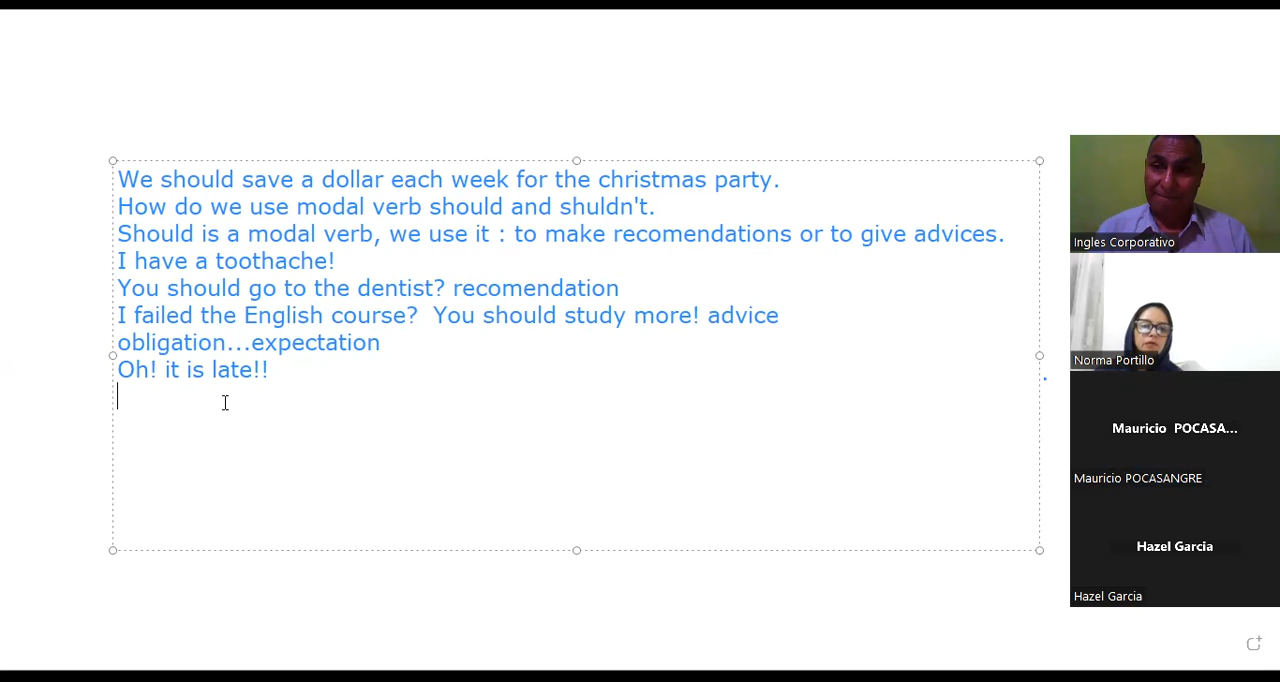 We should save a dollar each week for the christmas party.
How do we use modal verb should and shuldn't.
Should is a modal verb, we use it : to make recomendations or to give advices.
I have a toothache!
You should go to the dentist? recomendation
I failed the English course?  You should study more! advice
obligation...expectation
Oh! it is late!!
.
Ingles Corporativo
Norma Portillo
Mauricio POCASA...
Mauricio POCASANGRE
Hazel Garcia
Hazel Garcia